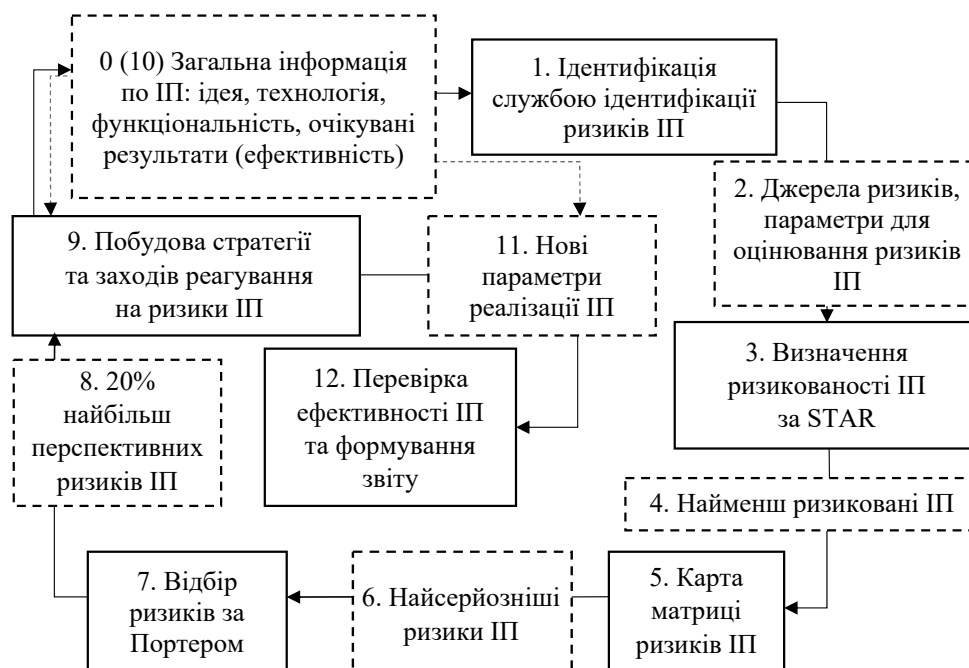 0 (10) Загальна інформація
по ІП: ідея, технологія,
функціональність, очікувані
результати (ефективність)
1. Ідентифікація
службою ідентифікації
ризиків ІП
2. Джерела ризиків,
параметри для
оцінювання ризиків
ІП
3. Визначення
ризикованості ІП
за STAR
4. Найменш ризиковані ІП
5. Карта
матриці
ризиків ІП
6. Найсерйозніші
ризики ІП
7. Відбір
ризиків за
Портером
8. 20%
найбільш
перспективних
ризиків ІП
9. Побудова стратегії
та заходів реагування
на ризики ІП
11. Нові
параметри
реалізації ІП
12. Перевірка
ефективності ІП
та формування
звіту